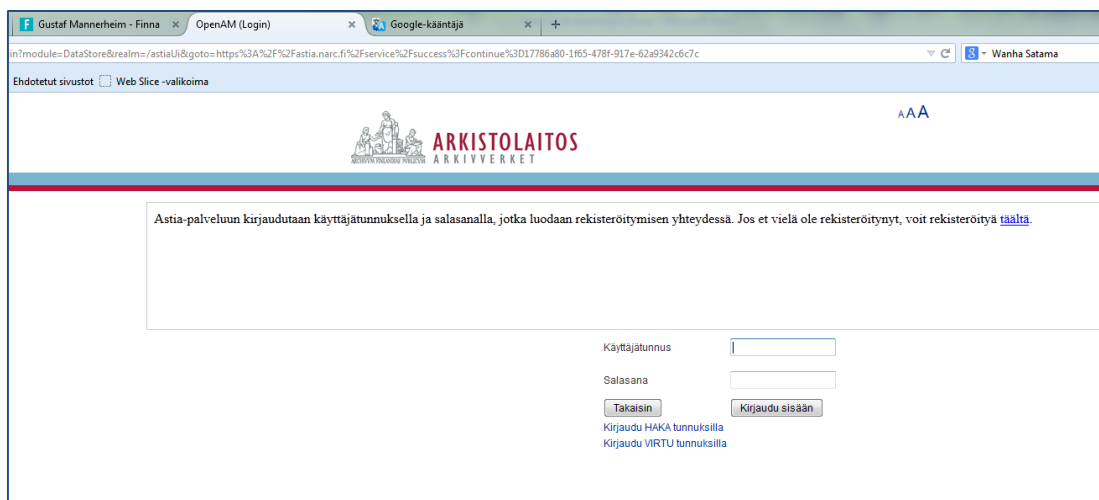 Gustaf Mannerheim - Finna × OpenAM (Login) × Google-kääntäjä × +
in?module=DataStore&realm=/astiaUi&goto=https%3A%2F%2Fastia.narc.fi%2Fservice%2Fsuccess%3Fcontinue%3D17786a80-1f65-478f-917e-62a9342c6c7c Wanha Satama
Ehdotetut sivustot Web Slice -valikoima
AAA
ARKISTOLAITOS
ARKIVVERKET
Astia-palveluun kirjaudutaan käyttäjätunnuksella ja salasanalla, jotka luodaan rekisteröitymisen yhteydessä. Jos et vielä ole rekisteröitynyt, voit rekisteröityä täältä.
Käyttäjätunnus
Salasana
Takaisin Kirjaudu sisään
Kirjaudu HAKA tunnuksilla
Kirjaudu VIRTU tunnuksilla